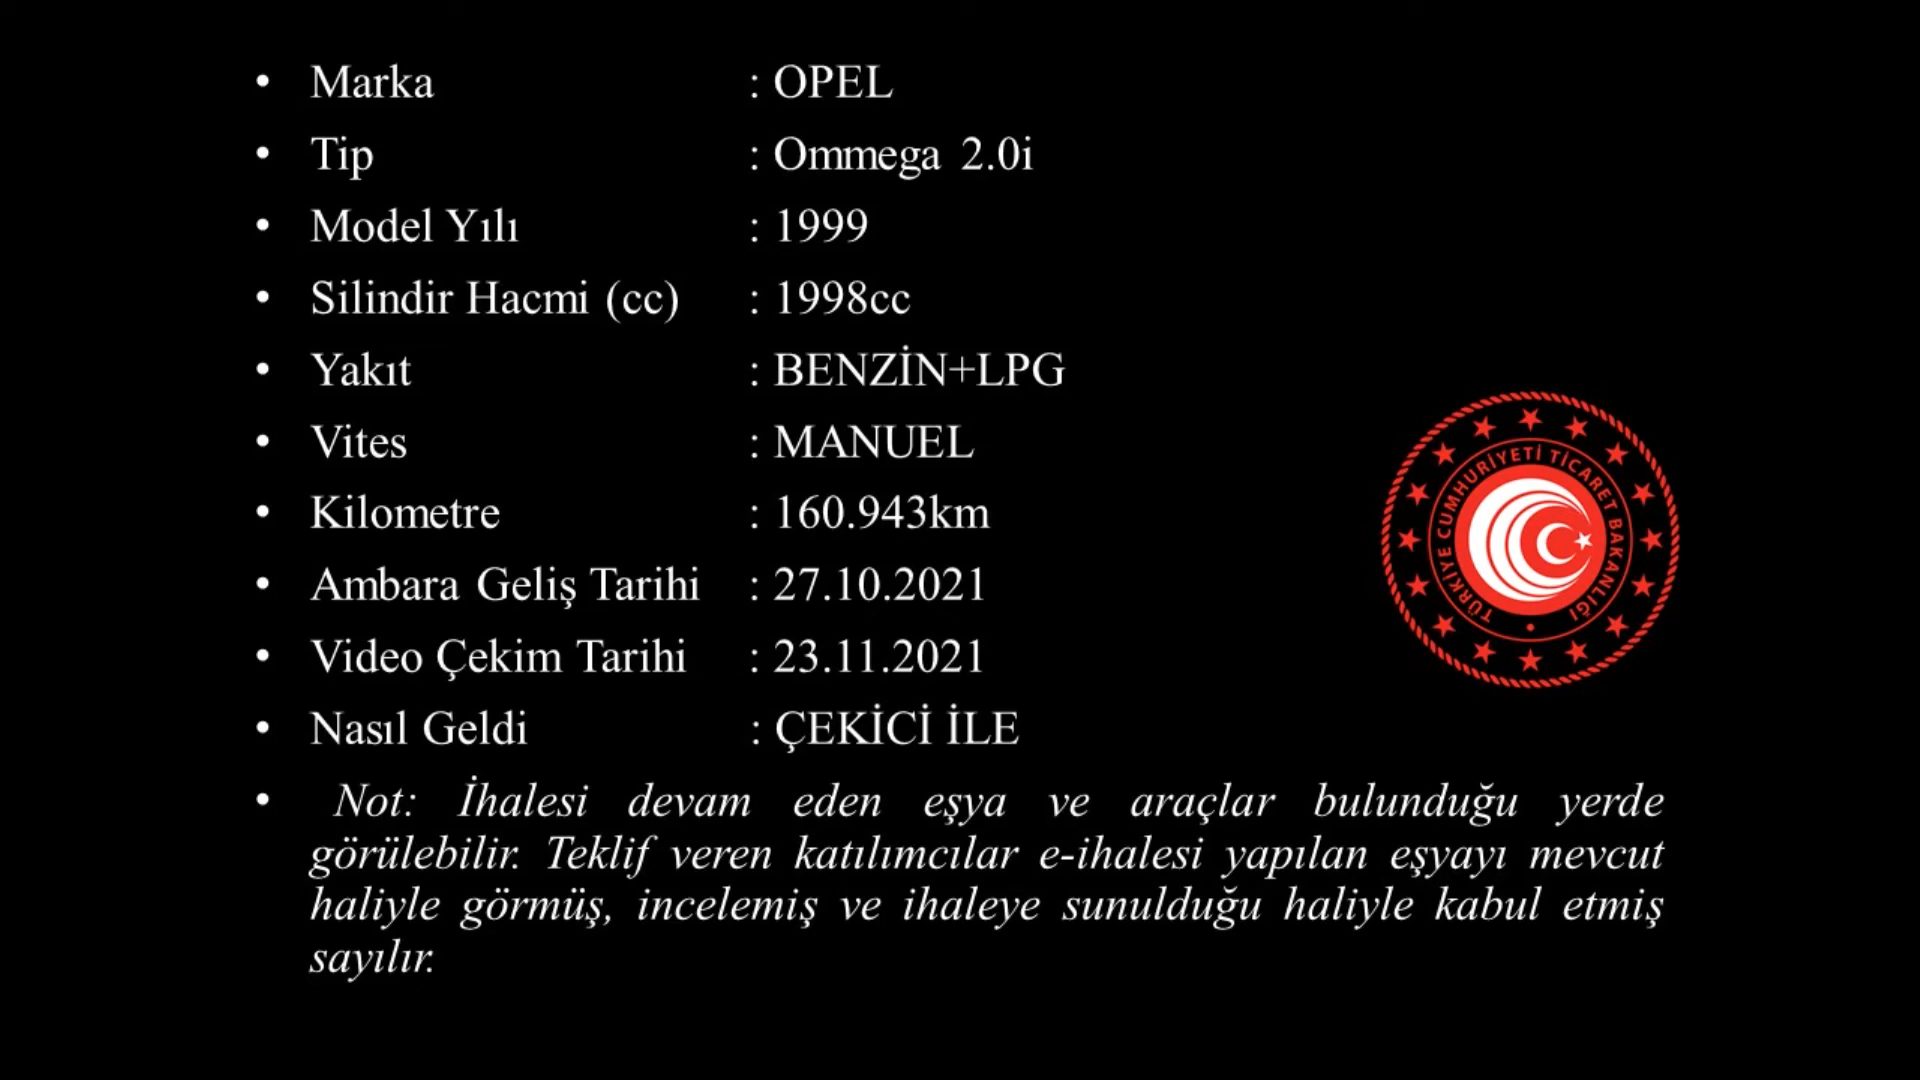 • Marka : OPEL
• Tip : Ommega 2.0i
• Model Yılı : 1999
• Silindir Hacmi (cc) : 1998cc
• Yakıt : BENZİN+LPG
• Vites : MANUEL
• Kilometre : 160.943km
• Ambara Geliş Tarihi : 27.10.2021
• Video Çekim Tarihi : 23.11.2021
• Nasıl Geldi : ÇEKİCİ İLE
• Not: İhalesi devam eden eşya ve araçlar bulunduğu yerde
görülebilir. Teklif veren katılımcılar e-ihalesi yapılan eşyayı mevcut
haliyle görmüş, incelemiş ve ihaleye sunulduğu haliyle kabul etmiş
sayılır.
TÜRKİYE CUMHURİYETİ TİCARET BAKANLIĞI